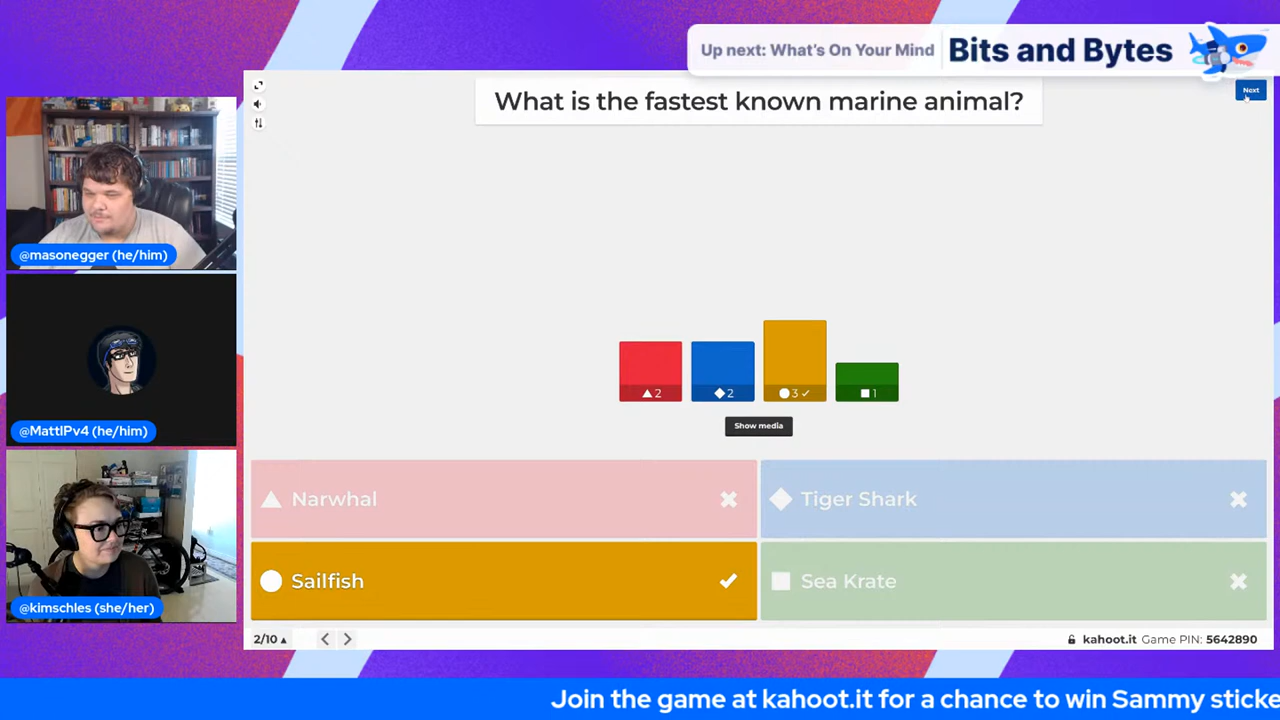 Up next: What's On Your Mind
Bits and Bytes
Next
What is the fastest known marine animal?
@masonegger (he/him)
@MattIPv4 (he/him)
@kimschles (she/her)
2
2
3
1
Show media
Narwhal
Tiger Shark
Sailfish
Sea Krate
2/10
kahoot.it Game PIN: 5642890
Join the game at kahoot.it for a chance to win Sammy sticke